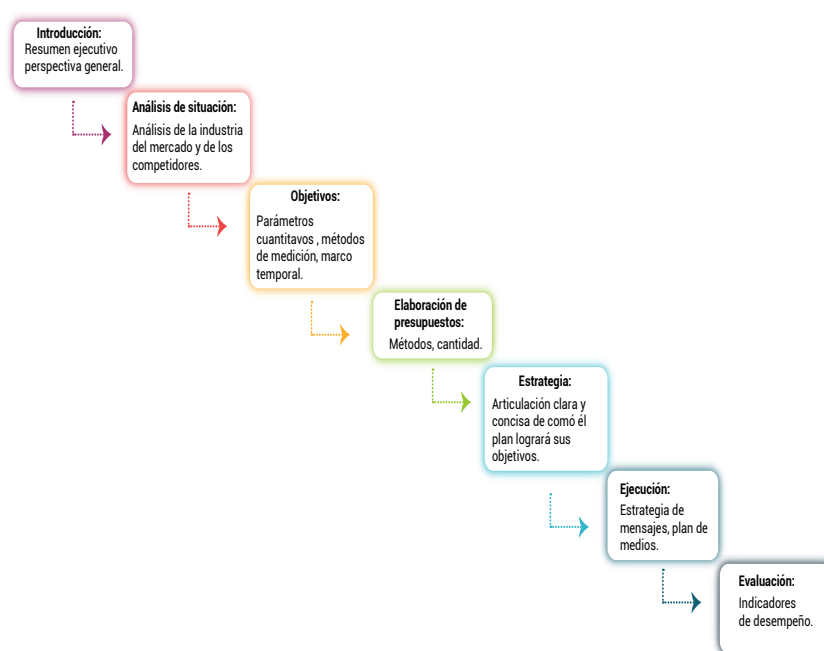 Introducción:
Resumen ejecutivo
perspectiva general.
Análisis de situación:
Análisis de la industria
del mercado y de los
competidores.
Objetivos:
Parámetros
cuantitavos , métodos
de medición, marco
temporal.
Elaboración de
presupuestos:
Métodos, cantidad.
Estrategia:
Articulación clara y
concisa de comó él
plan logrará sus
objetivos.
Ejecución:
Estrategia de
mensajes, plan de
medios.
Evaluación:
Indicadores
de desempeño.